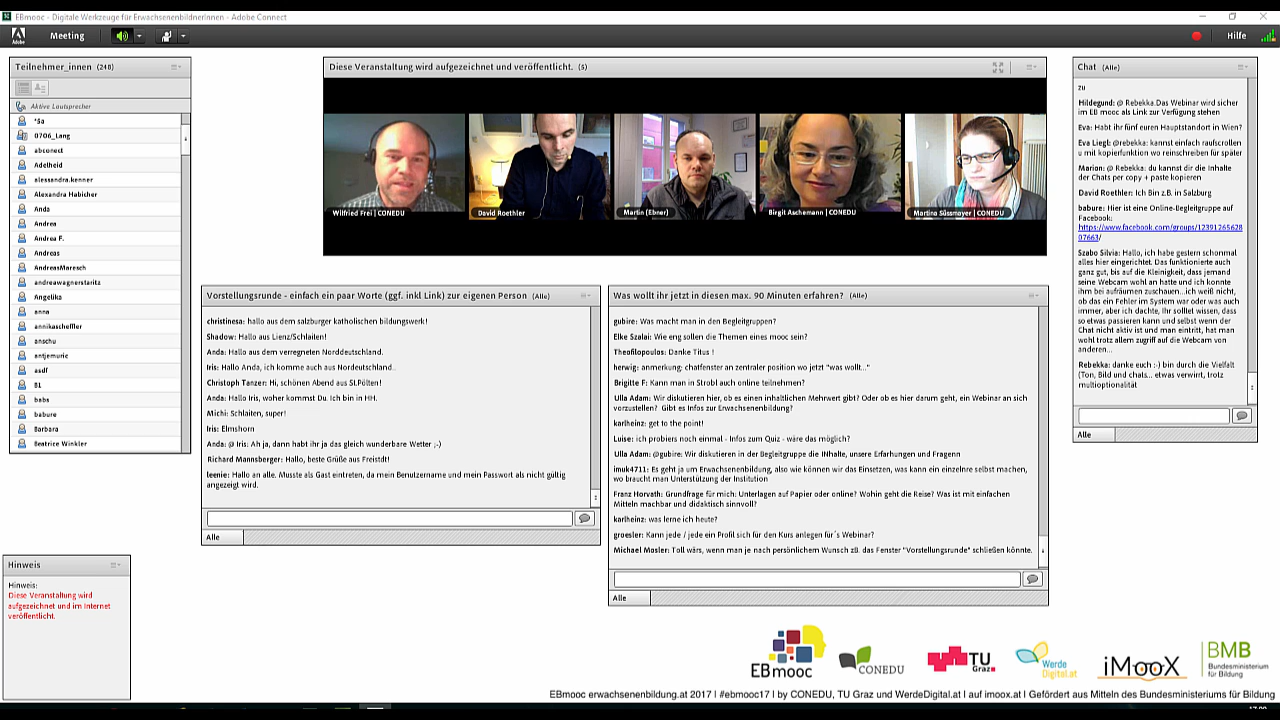 EBmooc - Digitale Werkzeuge für ErwachsenenbildnerInnen - Adobe Connect
Adobe
Meeting
Hilfe
Teilnehmer_innen (248)
Aktive Lautsprecher
*Sa
0706_Lang
abconect
Adelheid
alessandra.kenner
Alexandra Habicher
Anda
Andrea
Andrea F.
Andreas
AndreasMaresch
andreawagnerstaritz
Angelika
anna
annikascheffler
anschu
antjemuric
asdf
B1
babs
babure
Barbara
Beatrice Winkler
Diese Veranstaltung wird aufgezeichnet und veröffentlicht. (5)
Wilfried Frei | CONEDU
David Roethler
Martin (Ebner)
Birgit Aschemann | CONEDU
Martina Süssmayer | CONEDU
Chat (Alle)
zu
Hildegund: @ Rebekka.Das Webinar wird sicher
im EB mooc als Link zur Verfügung stehen
Eva: Habt ihr fünf euren Hauptstandort in Wien?
Eva Liegl: @rebekka: kannst einfach raufscrollen
u mit kopierfunktion wo reinschreiben für später
Marion: @ Rebekka: du kannst dir die Inhalte
der Chats per copy + paste kopieren
David Roethler: Ich Bin z.B. in Salzburg
babure: Hier ist eine Online-Begleitgruppe auf
Facebook:
https://www.facebook.com/groups/12391265628
07663/
Szabo Silvia: Hallo, ich habe gestern schonmal
alles hier eingerichtet. Das funktionierte auch
ganz gut, bis auf die Kleinigkeit, dass jemand
seine Webcam wohl an hatte und ich konnte
ihm bei aufräumen zuschaun...ich weiß nicht,
ob das ein Fehler im System war oder was auch
immer, aber ich dachte, Ihr solltet wissen, dass
so etwas passieren kann und selbst wenn der
Chat nicht aktiv ist und man eintritt, hat man
wohl trotz allem zugriff auf die Webcam von
anderen...
Rebekka: danke euch :-) bin durch die Vielfalt
(Ton, Bild und chats... etwas verwirrt, trotz
multioptionalität
Alle
Vorstellungsrunde - einfach ein paar Worte (ggf. inkl Link) zur eigenen Person (Alle)
christinesa: hallo aus dem salzburger katholischen bildungswerk!
Shadow: Hallo aus Lienz/Schlaiten!
Anda: Hallo aus dem verregneten Norddeutschland.
Iris: Hallo Anda, ich komme auch aus Nordeutschland..
Christoph Tanzer: Hi, schönen Abend aus St.Pölten!
Anda: Hallo Iris, woher kommst Du. Ich bin in HH.
Michi: Schlaiten, super!
Iris: Elmshorn
Anda: @ Iris: Ah ja, dann habt ihr ja das gleich wunderbare Wetter ;-)
Richard Mannsberger: Hallo, beste Grüße aus Freistdt!
leenie: Hallo an alle. Musste als Gast eintreten, da mein Benutzername und mein Passwort als nicht gültig
angezeigt wird.
Alle
Was wollt ihr jetzt in diesen max. 90 Minuten erfahren? (Alle)
gubire: Was macht man in den Begleitgruppen?
Elke Szalai: Wie eng sollen die Themen eines mooc sein?
Theofilopoulos: Danke Titus !
herwig: anmerkung: chatfenster an zentraler position wo jetzt "was wollt..."
Brigitte F: Kann man in Strobl auch online teilnehmen?
Ulla Adam: Wir diskutieren hier, ob es einen inhaltlichen Mehrwert gibt? Oder ob es hier darum geht, ein Webinar an sich
vorzustellen? Gibt es Infos zur Erwachsenenbildung?
karlheinz: get to the point!
Luise: ich probiers noch einmal - Infos zum Quiz - wäre das möglich?
Ulla Adam: @gubire: Wir diskutieren in der Begleitgruppe die INhalte, unsere Erfarhungen und Fragenn
imuk4711: Es geht ja um Erwachsenenbildung, also wie können wir das Einsetzen, was kann ein einzelnre selbst machen,
wo braucht man Unterstützung der Institution
Franz Horvath: Grundfrage für mich: Unterlagen auf Papier oder online? Wohin geht die Reise? Was ist mit einfachen
Mitteln machbar und didaktisch sinnvoll?
karlheinz: was lerne ich heute?
groesler: Kann jede / jede ein Profil sich für den Kurs anlegen für´s Webinar?
Michael Mosler: Toll wärs, wenn man je nach persönlichem Wunsch zB. das Fenster "Vorstellungsrunde" schließen könnte.
Alle
Hinweis
Hinweis:
Diese Veranstaltung wird
aufgezeichnet und im Internet
veröffentlicht.
EBmooc
CONEDU
TU
Graz
Werde
Digital.at
iMooX
BMB
Bundesministerium
für Bildung
EBmooc erwachsenenbildung.at 2017 I #ebmooc17 I by CONEDU, TU Graz und WerdeDigital.at I auf imoox.at I Gefördert aus Mitteln des Bundesministeriums für Bildung